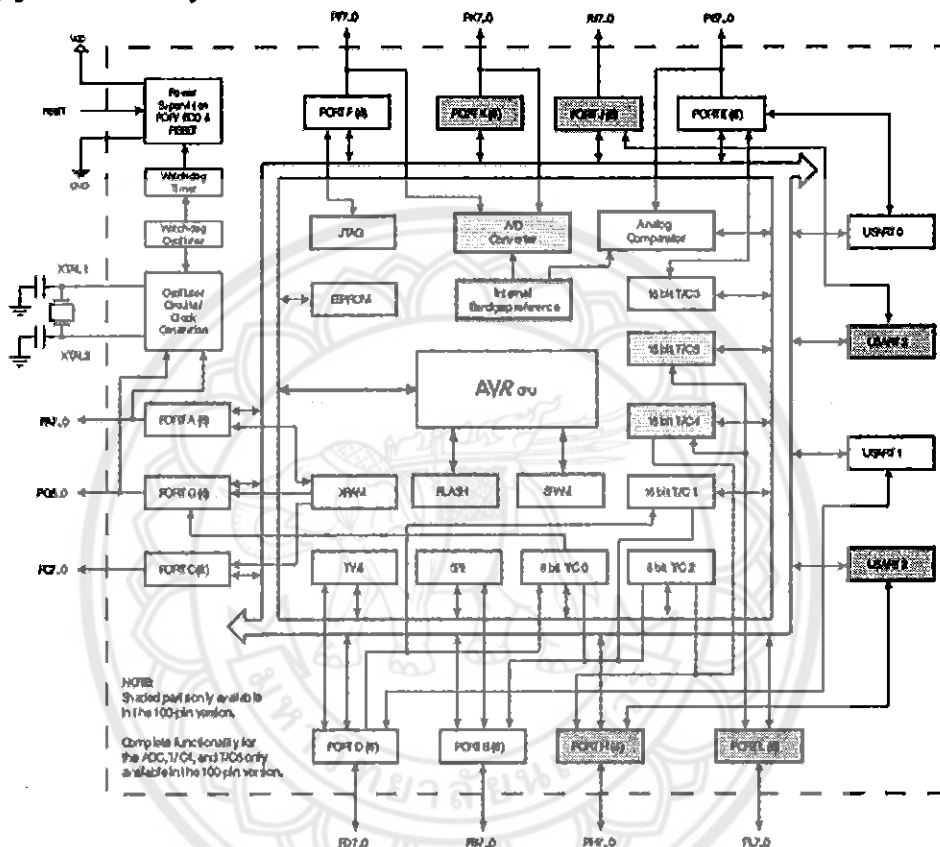 PF7..0
PK7..0
PJ7..0
PE7..0
VCC
RESET
GND
Power
Supervision
POR / BOD &
RESET
Watchdog
Timer
Watchdog
Oscillator
XTAL1
XTAL2
Oscillator
Circuits /
Clock
Generation
PORT F (8)
PORT K (8)
PORT J (8)
PORT E (8)
JTAG
A/D
Converter
Analog
Comparator
USART 0
EEPROM
Internal
Bandgap reference
16 bit T/C3
16 bit T/C5
USART 3
AVR CPU
16 bit T/C4
USART 1
PA7..0
PORT A (8)
PG5..0
PORT G (6)
XRAM
FLASH
SRAM
16 bit T/C 1
PC7..0
PORT C (8)
TWI
SPI
8 bit T/C 0
8 bit T/C 2
USART 2
NOTE:
Shaded parts only available
in the 100-pin version.
Complete functionality for
the ADC, T/C4, and T/C5 only
available in the 100-pin version.
PORT D (8)
PORT B (8)
PORT H (8)
PORT L (8)
PD7..0
PB7..0
PH7..0
PL7..0